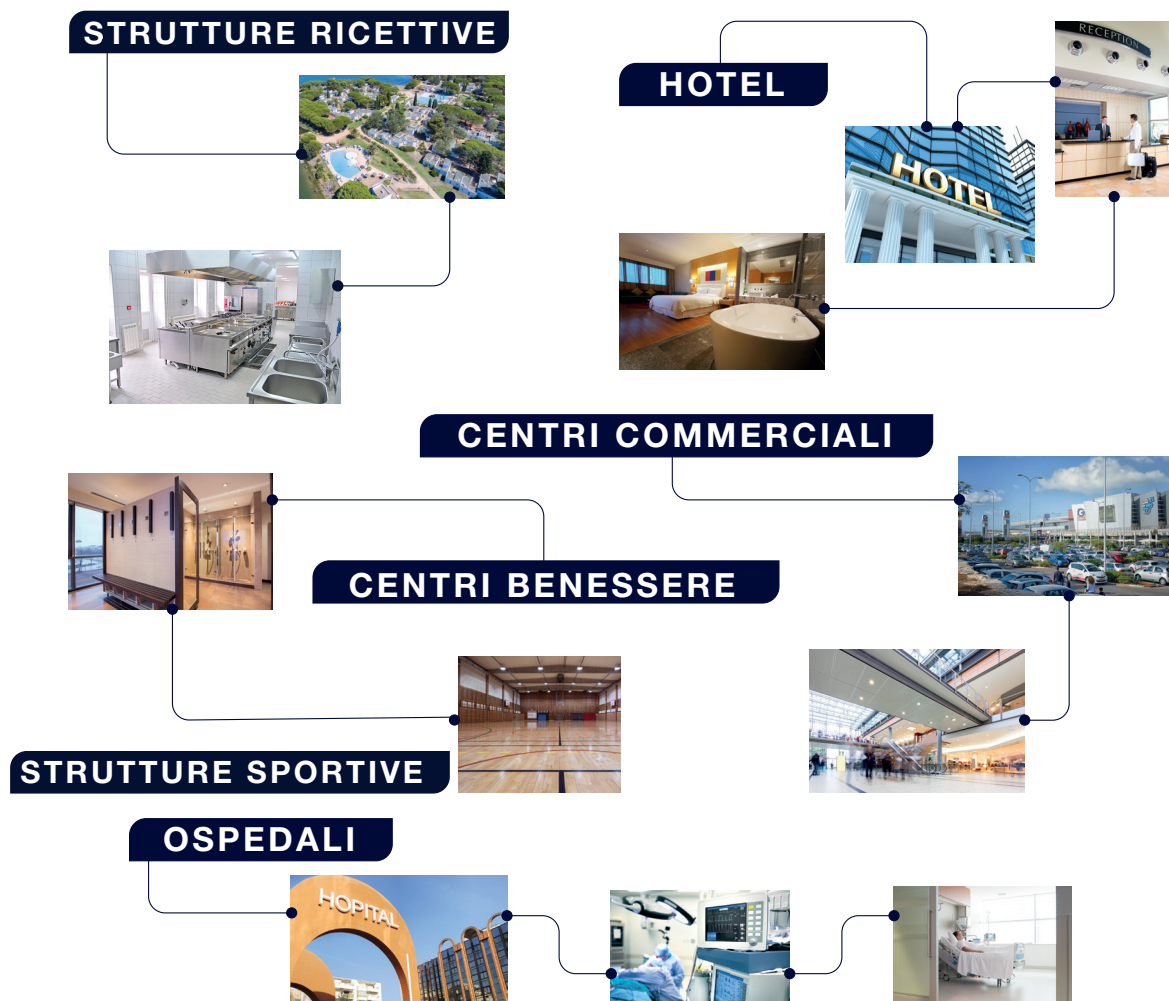 STRUTTURE RICETTIVE
HOTEL
RECEPTION
HOTEL
CENTRI COMMERCIALI
CENTRI BENESSERE
STRUTTURE SPORTIVE
OSPEDALI
HOPITAL